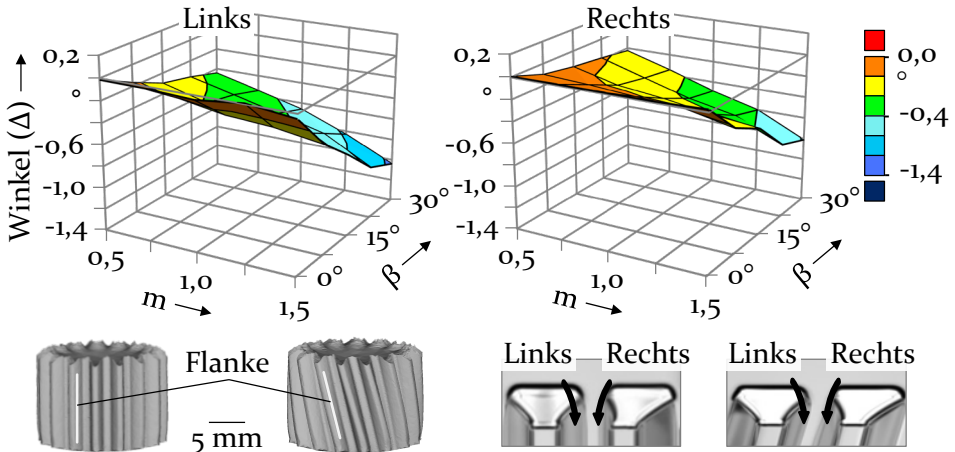 Links
Rechts
Winkel (Δ)
0,2
°
-0,6
-1,0
-1,4
0,5
1,0
1,5
m
0°
15°
30°
β
0,2
°
-0,6
-1,0
-1,4
0,5
1,0
1,5
m
0°
15°
30°
β
0,0
°
-0,4
-1,4
Flanke
5 mm
Links
Rechts
Links
Rechts